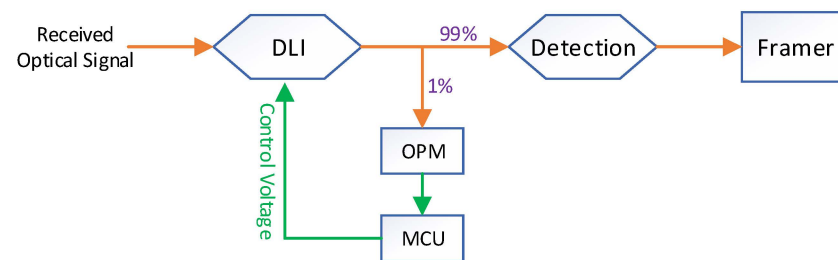 Received
Optical Signal
DLI
99%
Detection
Framer
1%
Control Voltage
OPM
MCU